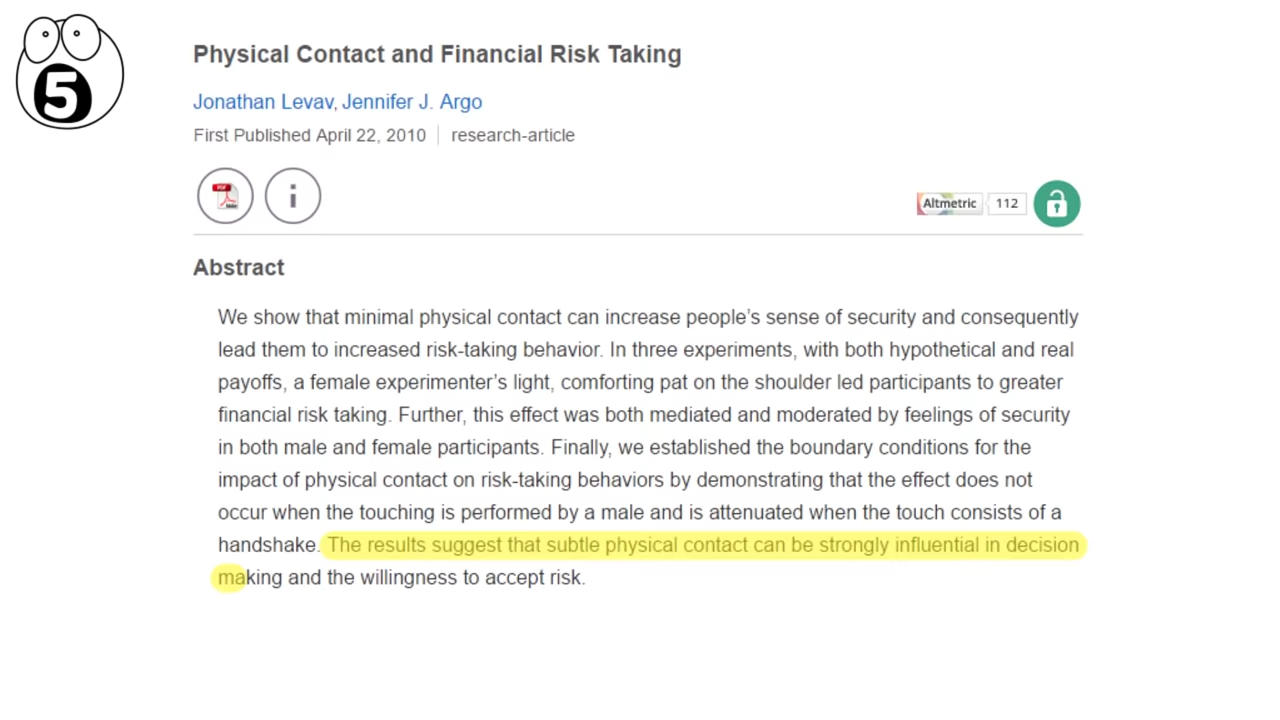 5
Physical Contact and Financial Risk Taking
Jonathan Levav, Jennifer J. Argo
First Published April 22, 2010 research-article
PDF
i
Altmetric 112
Abstract
We show that minimal physical contact can increase people's sense of security and consequently
lead them to increased risk-taking behavior. In three experiments, with both hypothetical and real
payoffs, a female experimenter's light, comforting pat on the shoulder led participants to greater
financial risk taking. Further, this effect was both mediated and moderated by feelings of security
in both male and female participants. Finally, we established the boundary conditions for the
impact of physical contact on risk-taking behaviors by demonstrating that the effect does not
occur when the touching is performed by a male and is attenuated when the touch consists of a
handshake. The results suggest that subtle physical contact can be strongly influential in decision
making and the willingness to accept risk.